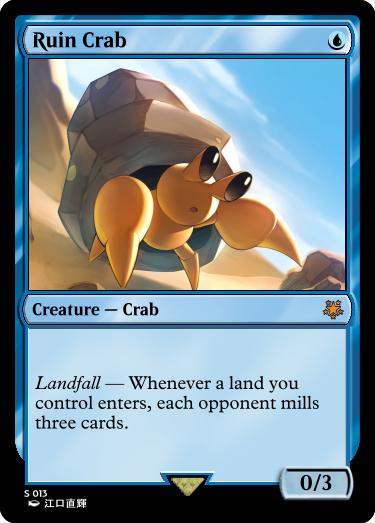 Ruin Crab
Creature — Crab
Landfall — Whenever a land you
control enters, each opponent mills
three cards.
0/3
S 013
江口直輝